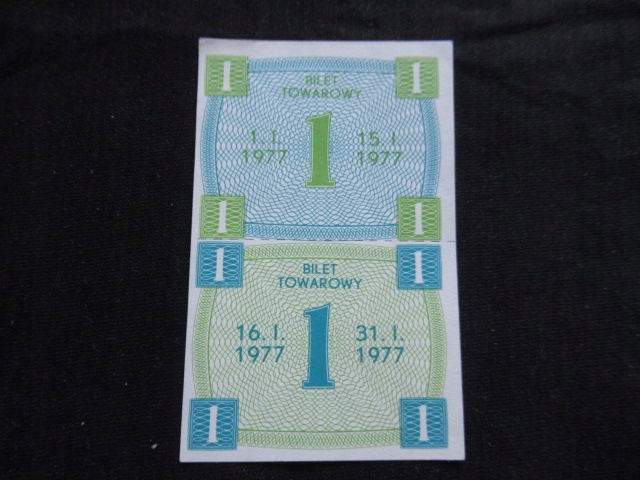 1 1
BILET
TOWAROWY
1
1.I. 15.I.
1977 1977
1 1
1 1
BILET
TOWAROWY
1
16.I. 31.I.
1977 1977
1 1